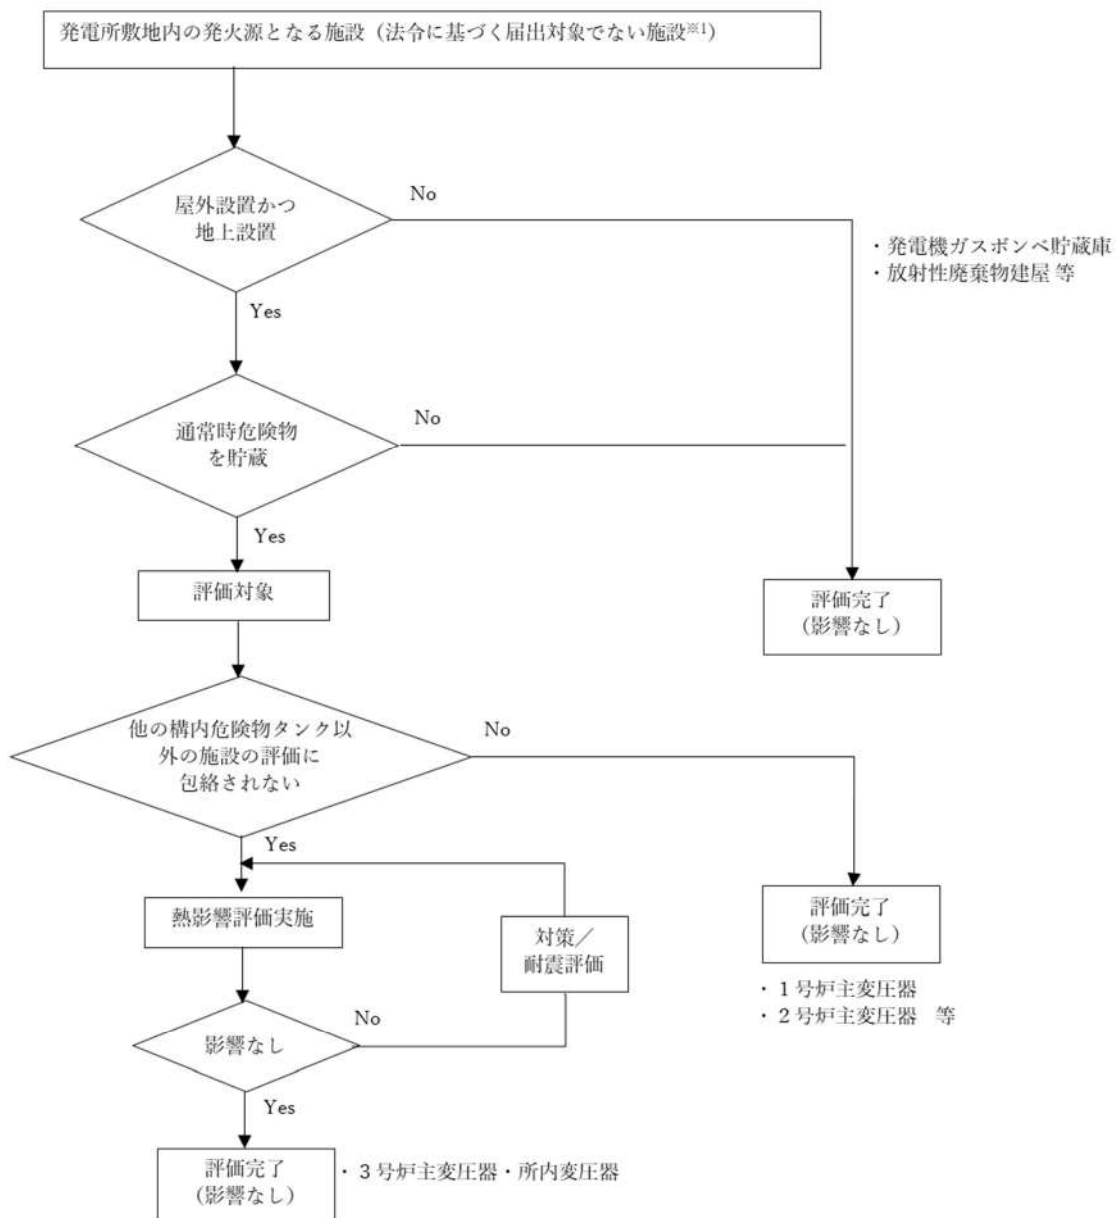 発電所敷地内の発火源となる施設（法令に基づく届出対象でない施設※1）
屋外設置かつ
地上設置
No
・発電機ガスボンベ貯蔵庫
・放射性廃棄物建屋 等
Yes
通常時危険物
を貯蔵
No
Yes
評価対象
評価完了
（影響なし）
他の構内危険物タンク以
外の施設の評価に
包絡されない
No
Yes
熱影響評価実施
対策／
耐震評価
評価完了
（影響なし）
・１号炉主変圧器
・２号炉主変圧器　等
影響なし
No
Yes
評価完了
（影響なし）
・３号炉主変圧器・所内変圧器